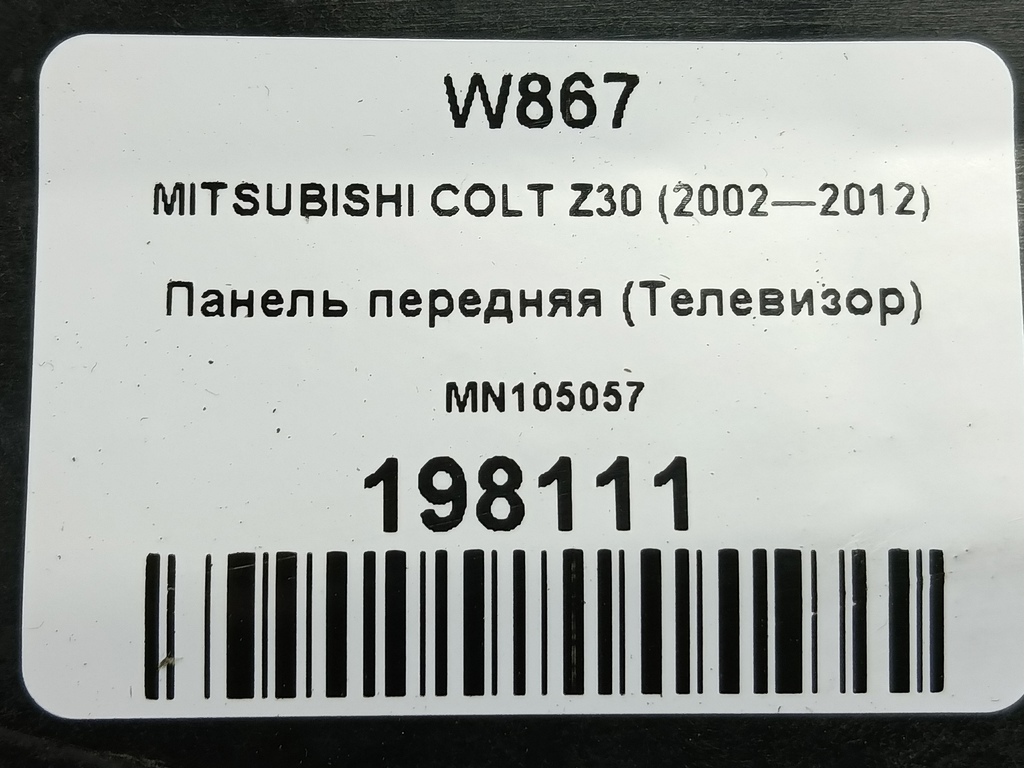 W867
MITSUBISHI COLT Z30 (2002—2012)
Панель передняя (Телевизор)
MN105057
198111